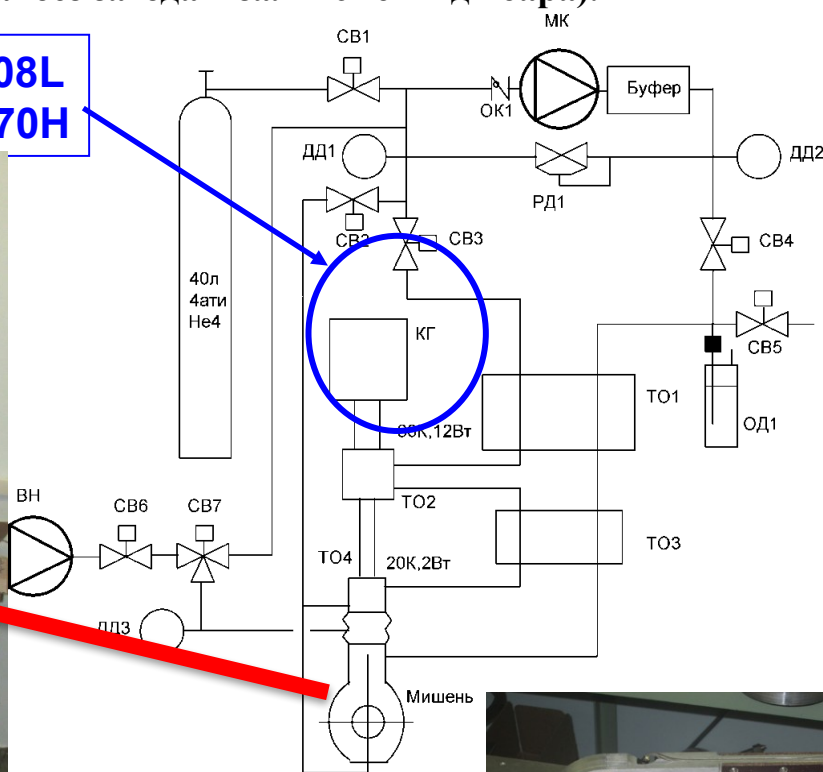 МК
СВ1
08L
70H
Буфер
ОК1
ДД1
ДД2
РД1
СВ2
СВ3
СВ4
40л
4ати
Не4
КГ
СВ5
ТО1
ОД1
12Вт
ТО2
ВН
СВ6
СВ7
ТО3
ТО4
20К,2Вт
ДД3
Мишень